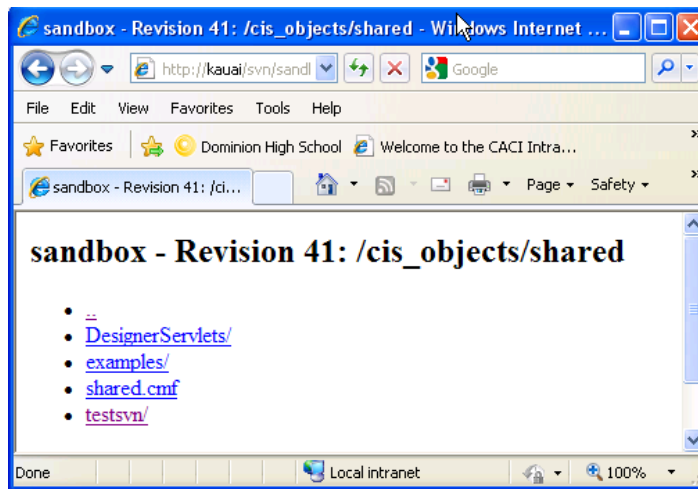 sandbox - Revision 41: /cis_objects/shared - Windows Internet ...
http://kauai/svn/sandl
Google
File Edit View Favorites Tools Help
Favorites Dominion High School Welcome to the CACI Intra...
sandbox - Revision 41: /ci... Page Safety
sandbox - Revision 41: /cis_objects/shared
..
DesignerServlets/
examples/
shared.cmf
testsvn/
Done Local intranet 100%